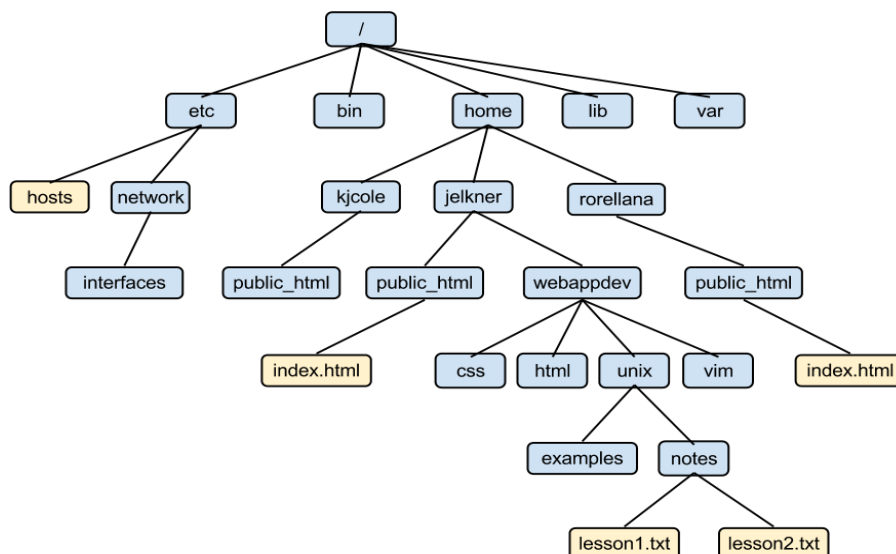 /
etc bin home lib var
hosts network kjcole jelkner rorellana
interfaces public_html public_html webappdev public_html
index.html css html unix vim index.html
examples notes
lesson1.txt lesson2.txt